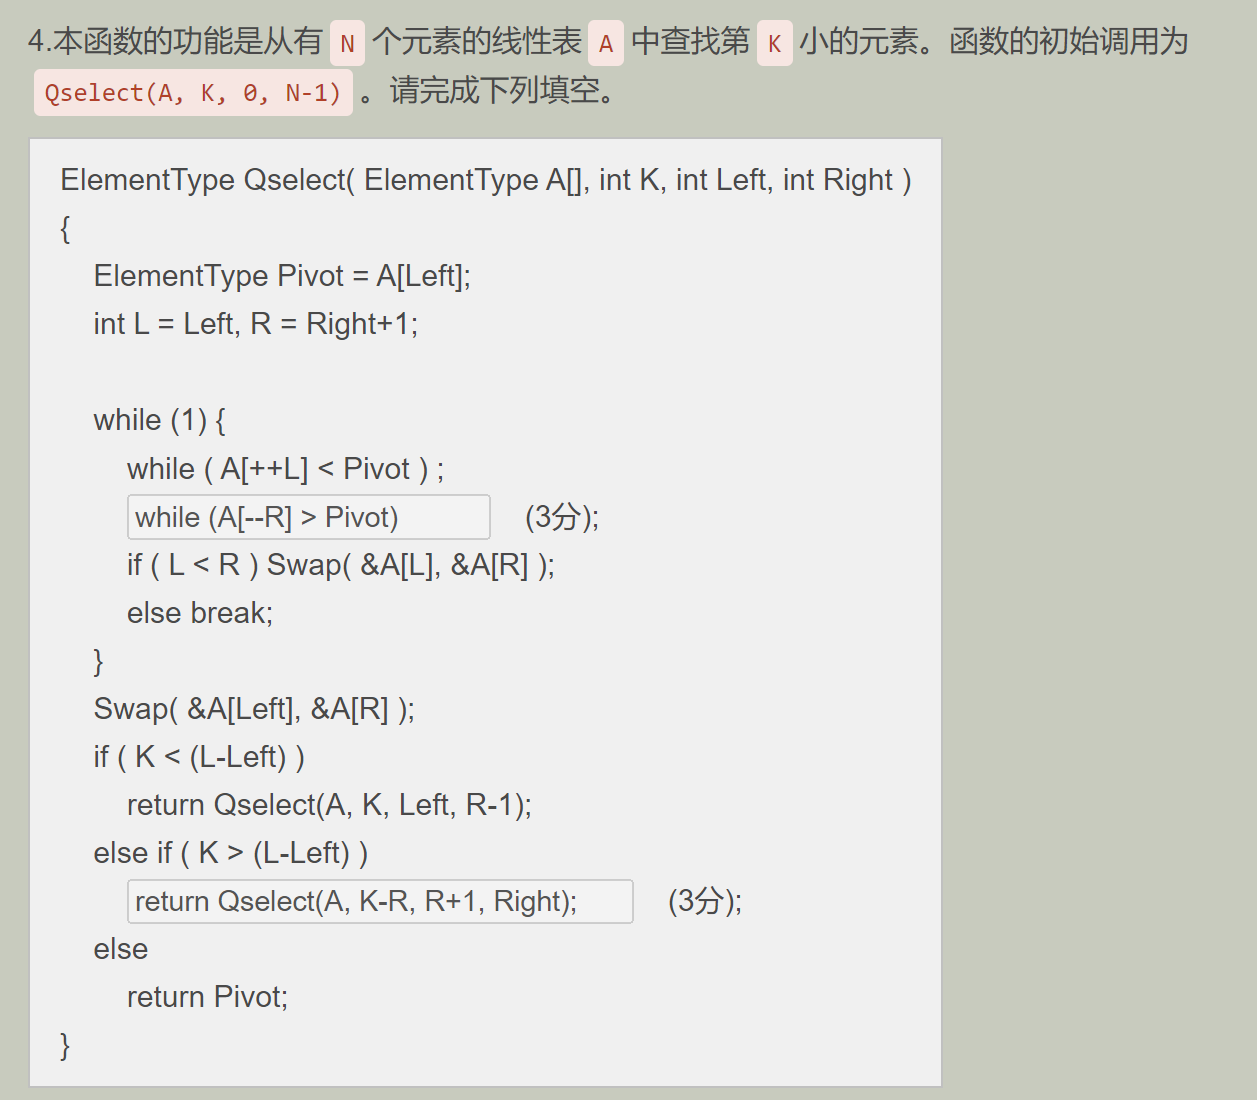 4.本函数的功能是从有 N 个元素的线性表 A 中查找第 K 小的元素。函数的初始调用为
Qselect(A, K, 0, N-1) 。请完成下列填空。
ElementType Qselect( ElementType A[], int K, int Left, int Right )
{
ElementType Pivot = A[Left];
int L = Left, R = Right+1;
while (1) {
while ( A[++L] < Pivot ) ;
while (A[--R] > Pivot) (3分);
if ( L < R ) Swap( &A[L], &A[R] );
else break;
}
Swap( &A[Left], &A[R] );
if ( K < (L-Left) )
return Qselect(A, K, Left, R-1);
else if ( K > (L-Left) )
return Qselect(A, K-R, R+1, Right); (3分);
else
return Pivot;
}